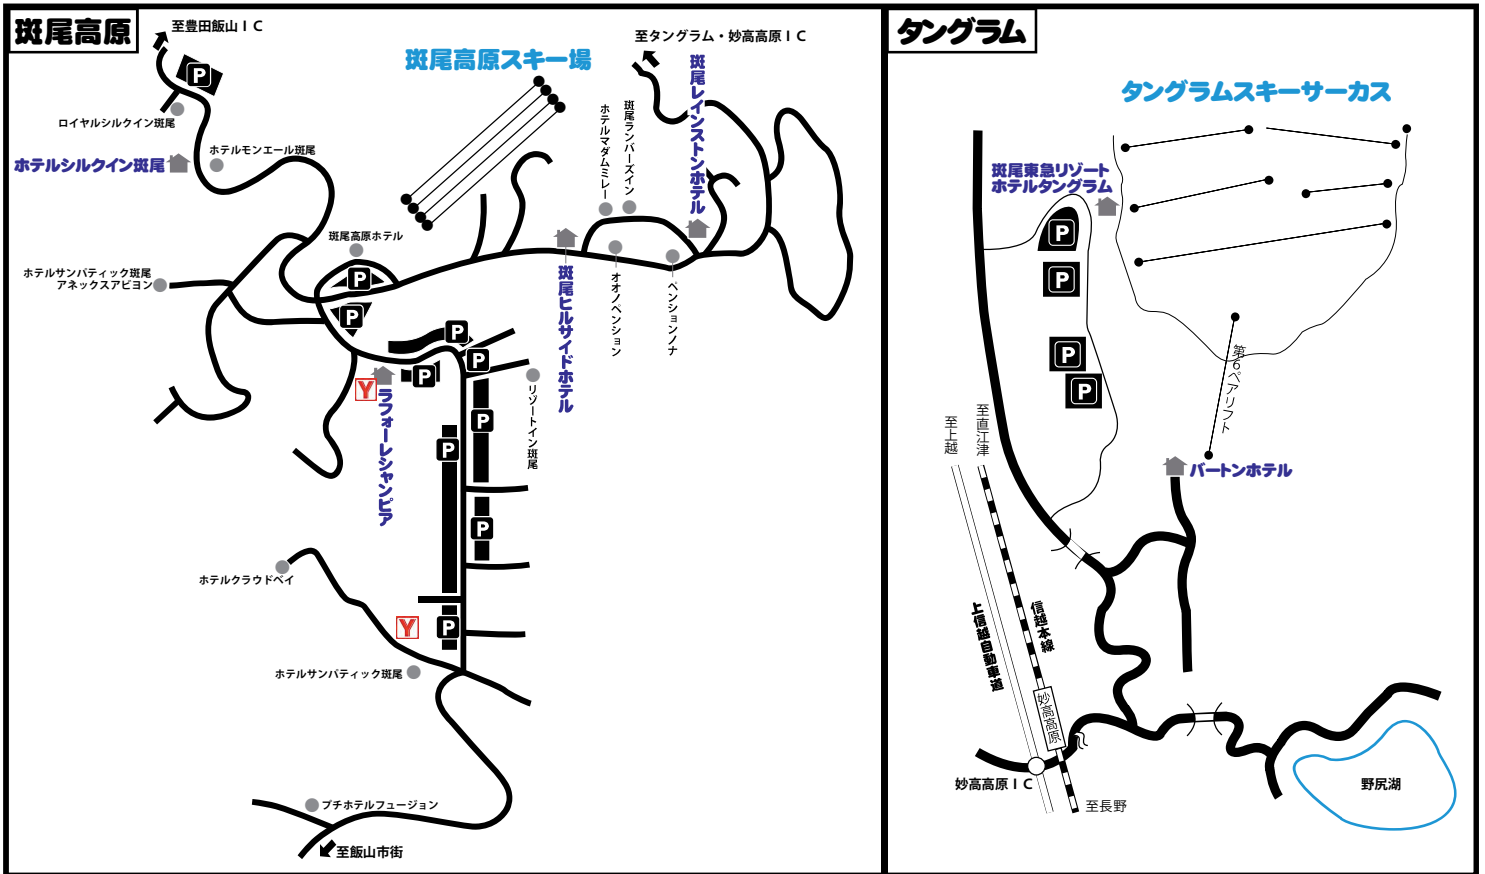 斑尾高原
至豊田飯山IC
P
斑尾高原スキー場
至タングラム・妙高高原IC
ロイヤルシルクイン斑尾
ホテルモンエール斑尾
ホテルシルクイン斑尾
ホテルマダムミレー
斑尾ランバーズイン
斑尾レインストンホテル
斑尾高原ホテル
P
ホテルサンパティック斑尾
アネックスアビヨン
P
斑尾ヒルサイドホテル
オオノペンション
ペンションノナ
P
P
P
Y
ラフォーレシャンピア
リゾートイン斑尾
P
P
P
ホテルクラウドベイ
Y
P
ホテルサンパティック斑尾
プチホテルフュージョン
至飯山市街
タングラム
タングラムスキーサーカス
斑尾東急リゾート
ホテルタングラム
P
P
P
P
第6ペアリフト
至上越
至直江津
バートンホテル
上信越自動車道
信越本線
妙高高原
妙高高原IC
至長野
野尻湖